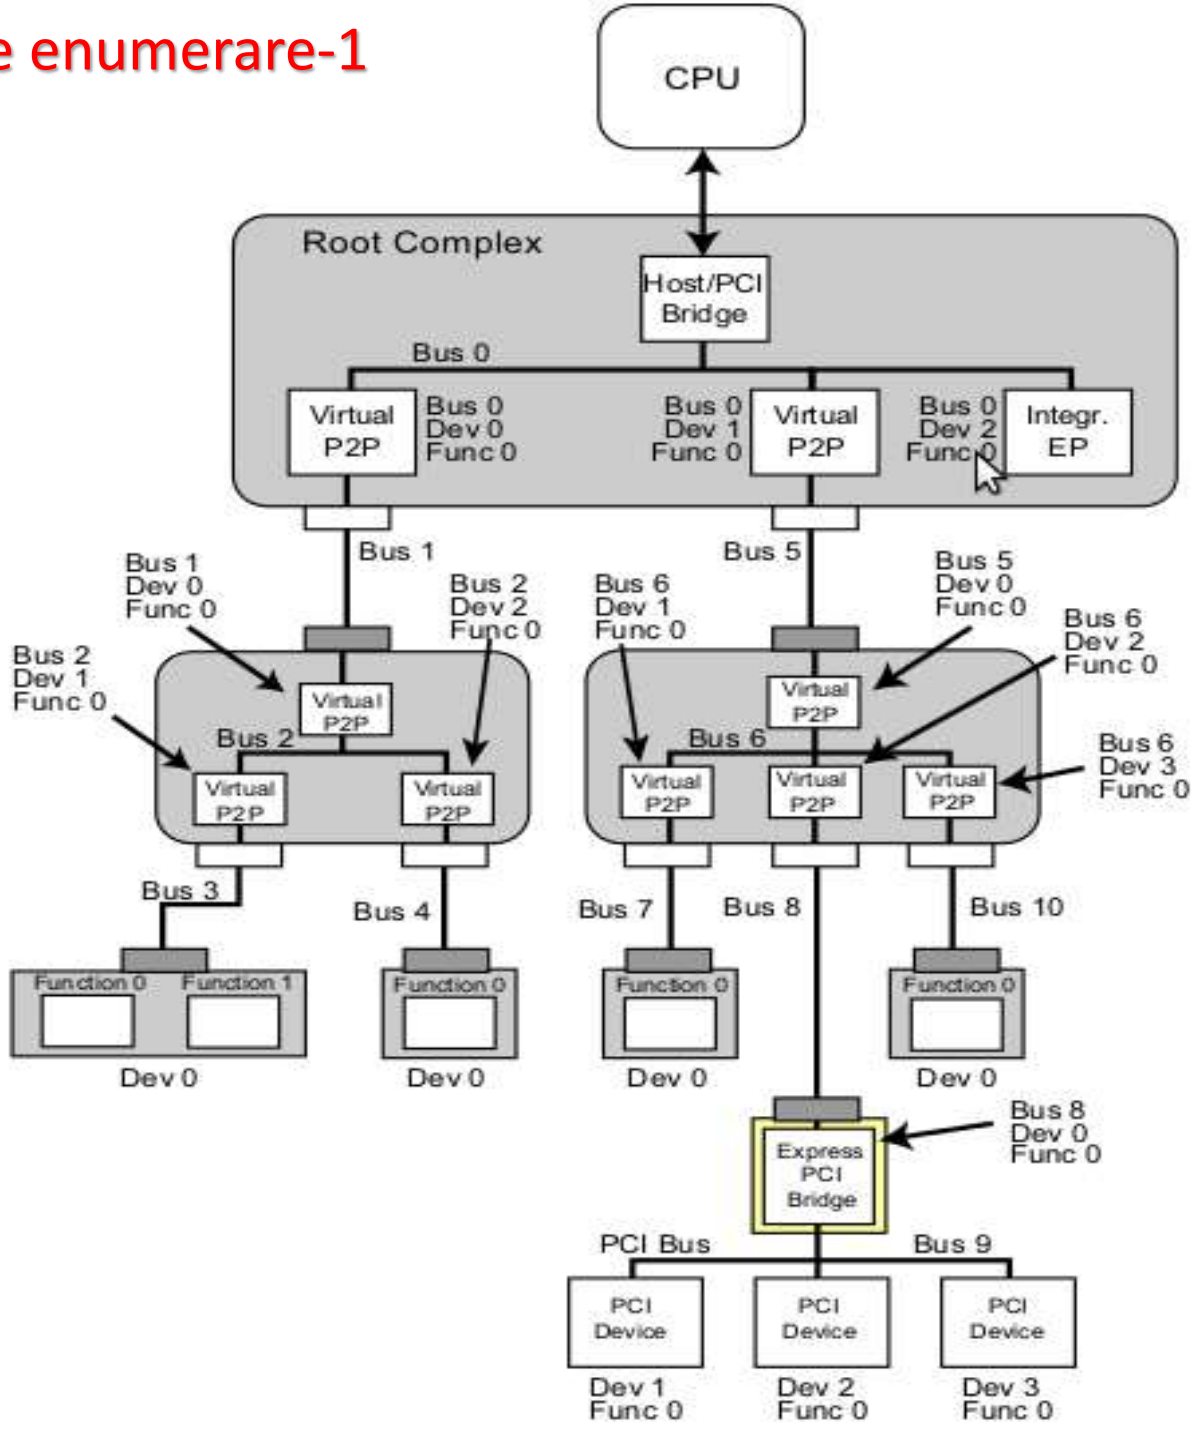 e enumerare-1
CPU
Root Complex
Host/PCI
Bridge
Bus 0
Virtual
P2P
Bus 0
Dev 0
Func 0
Bus 0
Dev 1
Func 0
Virtual
P2P
Bus 0
Dev 2
Func 0
Integr.
EP
Bus 1
Bus 5
Bus 1
Dev 0
Func 0
Bus 2
Dev 2
Func 0
Bus 6
Dev 1
Func 0
Bus 5
Dev 0
Func 0
Bus 6
Dev 2
Func 0
Bus 2
Dev 1
Func 0
Virtual
P2P
Virtual
P2P
Bus 2
Bus 6
Bus 6
Dev 3
Func 0
Virtual
P2P
Virtual
P2P
Virtual
P2P
Virtual
P2P
Virtual
P2P
Bus 3
Bus 4
Bus 7
Bus 8
Bus 10
Function 0
Function 1
Function 0
Function 0
Function 0
Dev 0
Dev 0
Dev 0
Dev 0
Bus 8
Dev 0
Func 0
Express
PCI
Bridge
PCI Bus
Bus 9
PCI
Device
PCI
Device
PCI
Device
Dev 1
Func 0
Dev 2
Func 0
Dev 3
Func 0